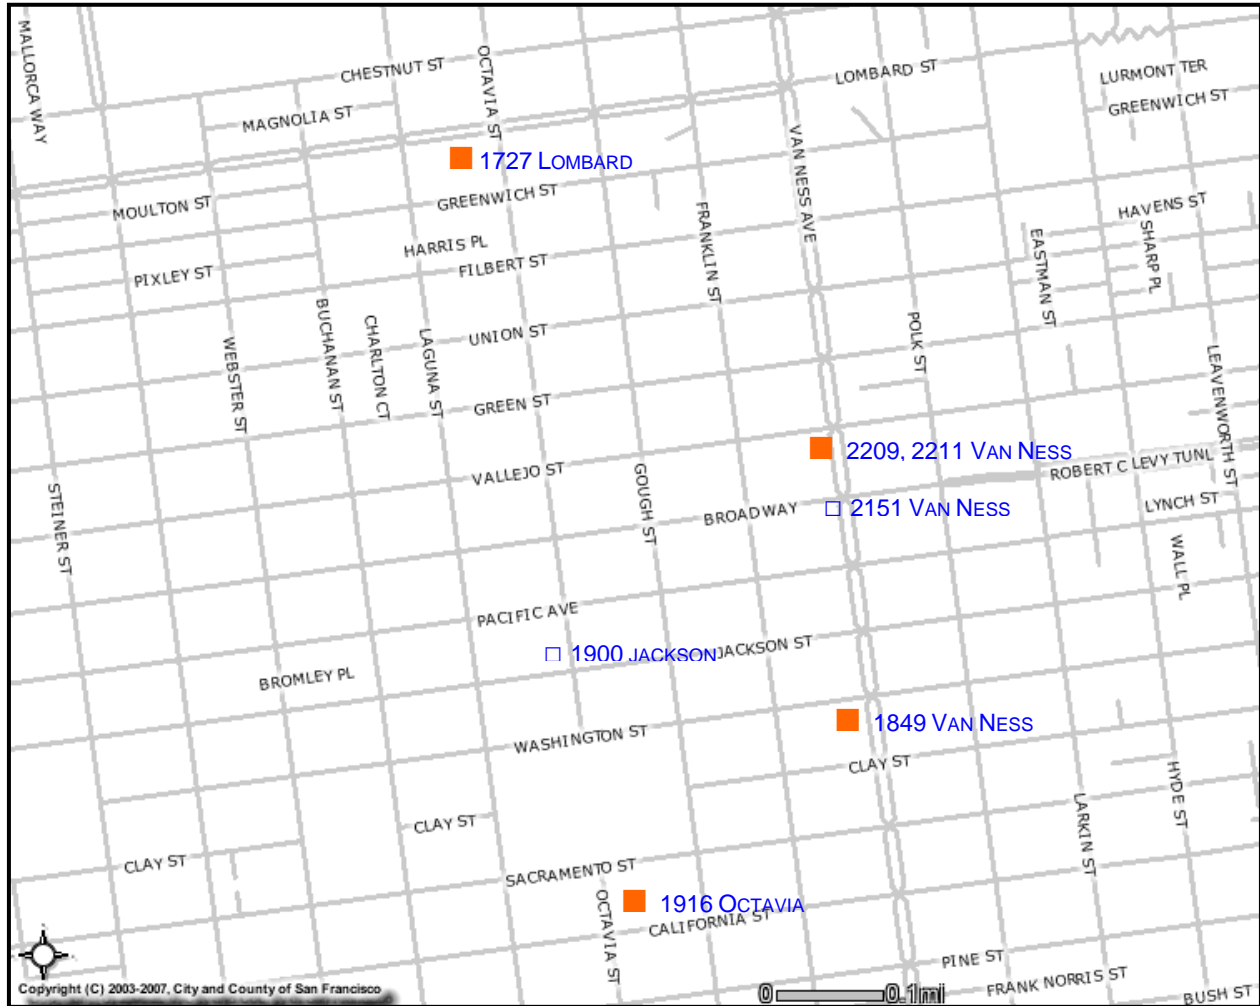 MALLORCA WAY
OCTAVIA ST
CHESTNUT ST
LOMBARD ST
LURMONT TER
GREENWICH ST
MAGNOLIA ST
VAN NESS AVE
1727 LOMBARD
MOULTON ST
GREENWICH ST
FRANKLIN ST
HAVENS ST
SHARP PL
EASTMAN ST
HARRIS PL
FILBERT ST
PIXLEY ST
BUCHANAN ST
CHARLTON CT
LAGUNA ST
UNION ST
POLK ST
WEBSTER ST
LEAVENWORTH ST
GREEN ST
2209, 2211 VAN NESS
VALLEJO ST
GOUGH ST
ROBERT C LEVY TUNL
STEINER ST
BROADWAY
2151 VAN NESS
LYNCH ST
WALL PL
PACIFIC AVE
1900 JACKSON
JACKSON ST
BROMLEY PL
1849 VAN NESS
WASHINGTON ST
CLAY ST
HYDE ST
LARKIN ST
CLAY ST
CLAY ST
SACRAMENTO ST
OCTAVIA ST
1916 OCTAVIA
CALIFORNIA ST
PINE ST
FRANK NORRIS ST
BUSH ST
Copyright (C) 2003-2007, City and County of San Francisco
0 0.1mi